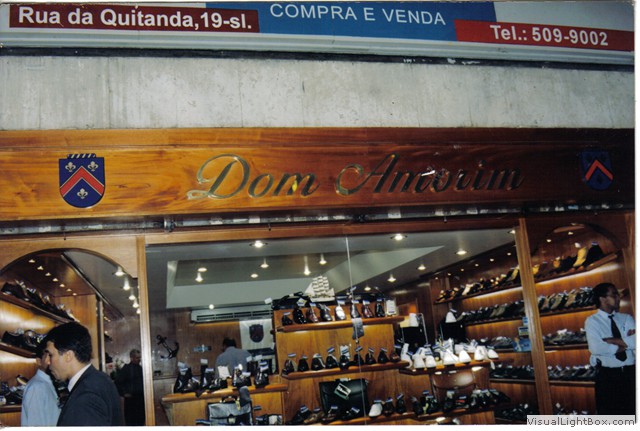 Rua da Quitanda,19-sl.
COMPRA E VENDA
Tel.: 509-9002
Dom Amorim
VisualLightBox.com